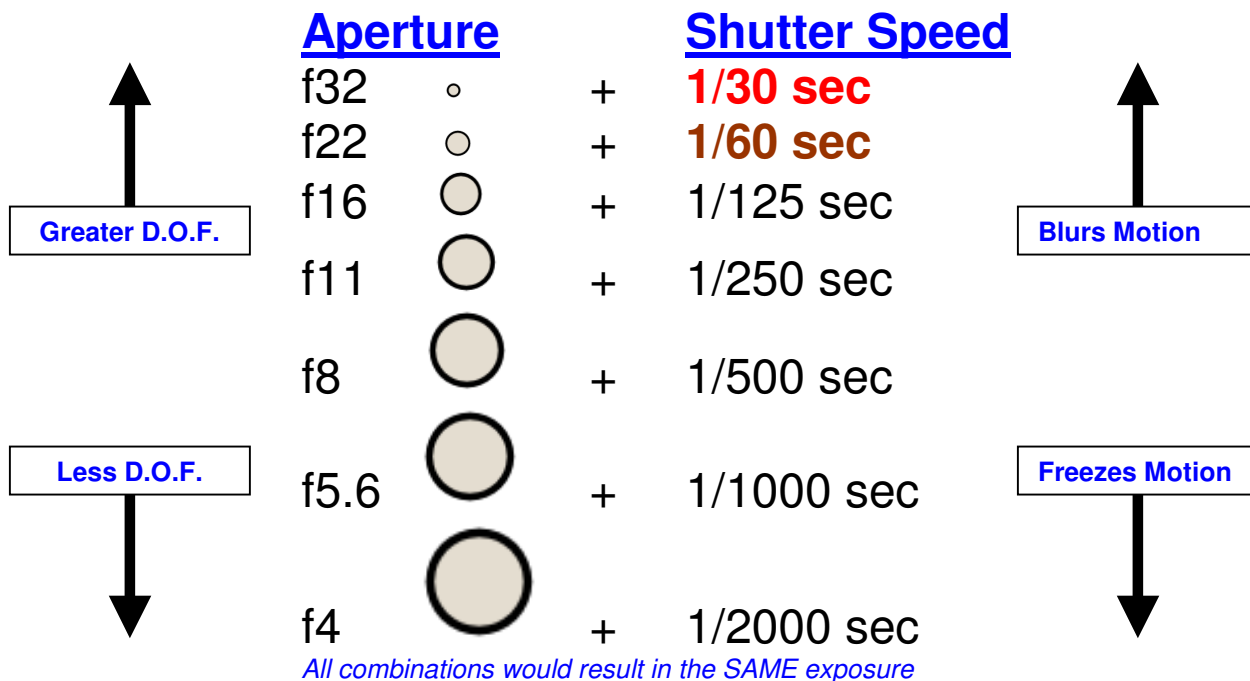 Aperture Shutter Speed
f32 + 1/30 sec
f22 + 1/60 sec
f16 + 1/125 sec
Greater D.O.F. Blurs Motion
f11 + 1/250 sec
f8 + 1/500 sec
Less D.O.F. Freezes Motion
f5.6 + 1/1000 sec
f4 + 1/2000 sec
All combinations would result in the SAME exposure